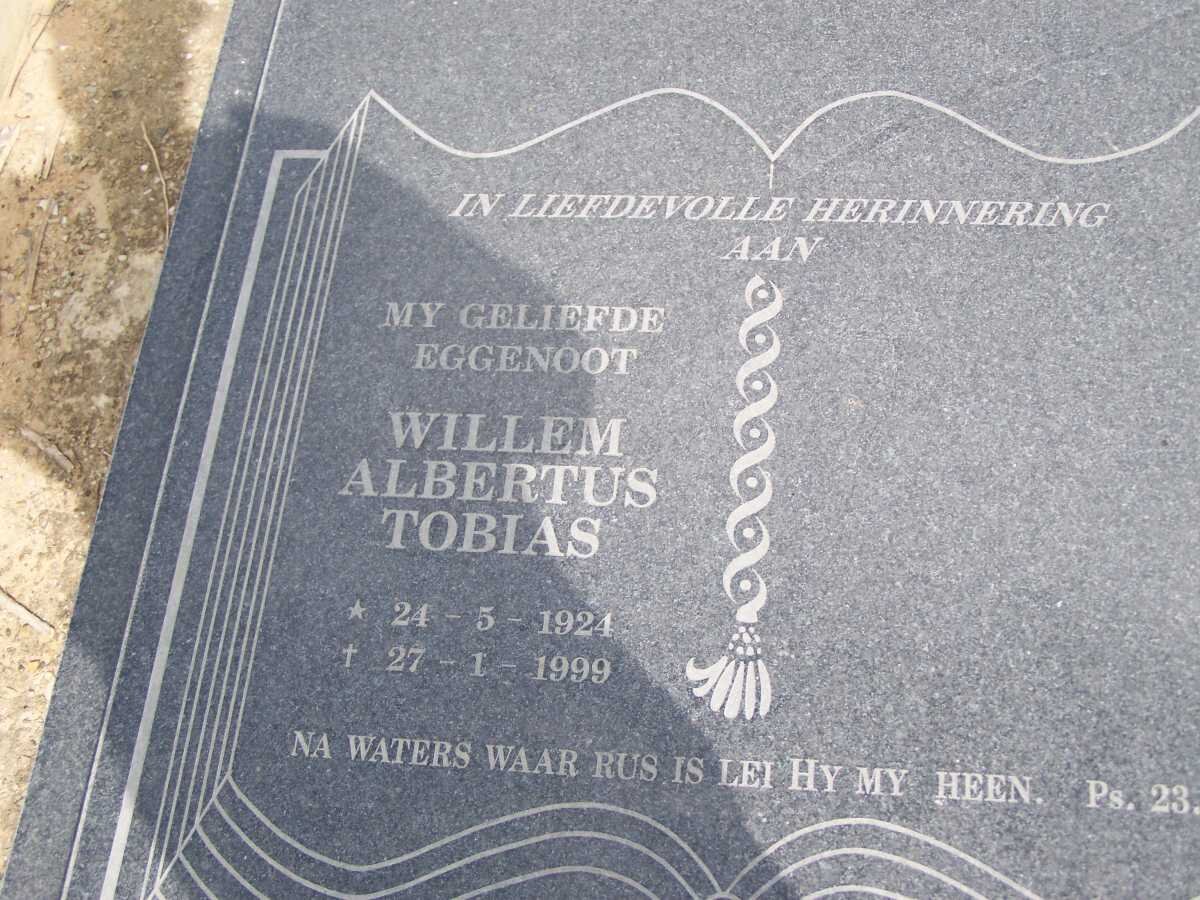 IN LIEFDEVOLLE HERINNERING
AAN
MY GELIEFDE
EGGENOOT
WILLEM
ALBERTUS
TOBIAS
★ 24 - 5 - 1924
† 27 - 1 - 1999
NA WATERS WAAR RUS IS LEI HY MY HEEN. Ps. 23.